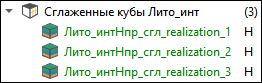 Сглаженные кубы Лито_инт (3)
Лито_интНпр_сгл_realization_1 Н
Лито_интНпр_сгл_realization_2 Н
Лито_интНпр_сгл_realization_3 Н